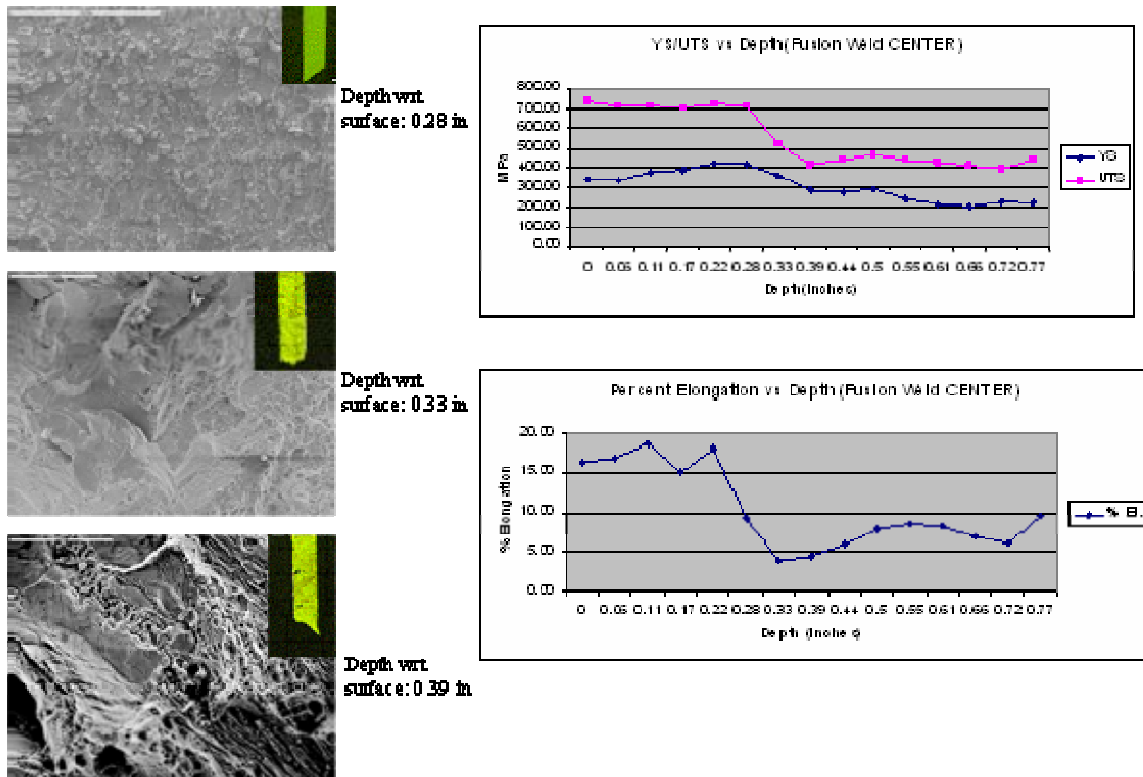 Depth wrt
surface: 0.28 in
Depth wrt
surface: 0.33 in
Depth wrt
surface: 0.39 in
YS/UTS vs Depth (Fusion Weld CENTER)
800.00
700.00
600.00
500.00
400.00
300.00
200.00
100.00
0.00
MPa
0 0.06 0.11 0.17 0.22 0.28 0.33 0.39 0.44 0.5 0.55 0.61 0.66 0.72 0.77
Depth (Inches)
YS
UTS
Percent Elongation vs Depth (Fusion Weld CENTER)
20.00
15.00
10.00
5.00
0.00
% Elongation
0 0.06 0.11 0.17 0.22 0.28 0.33 0.39 0.44 0.5 0.55 0.61 0.66 0.72 0.77
Depth (Inches)
% El.